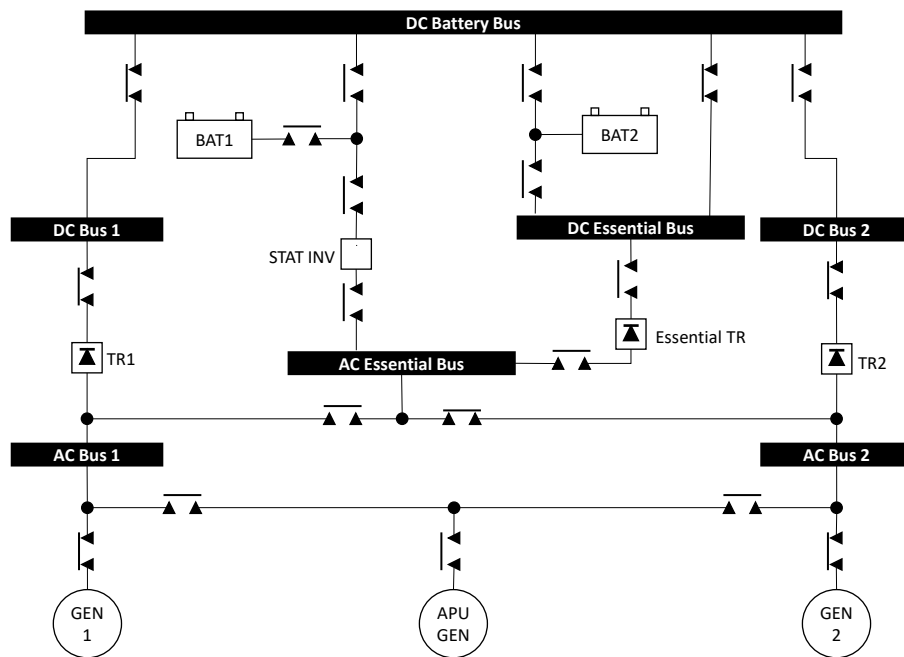 DC Battery Bus
BAT1
BAT2
DC Bus 1
DC Essential Bus
DC Bus 2
STAT INV
TR1
Essential TR
TR2
AC Essential Bus
AC Bus 1
AC Bus 2
GEN
1
APU
GEN
GEN
2